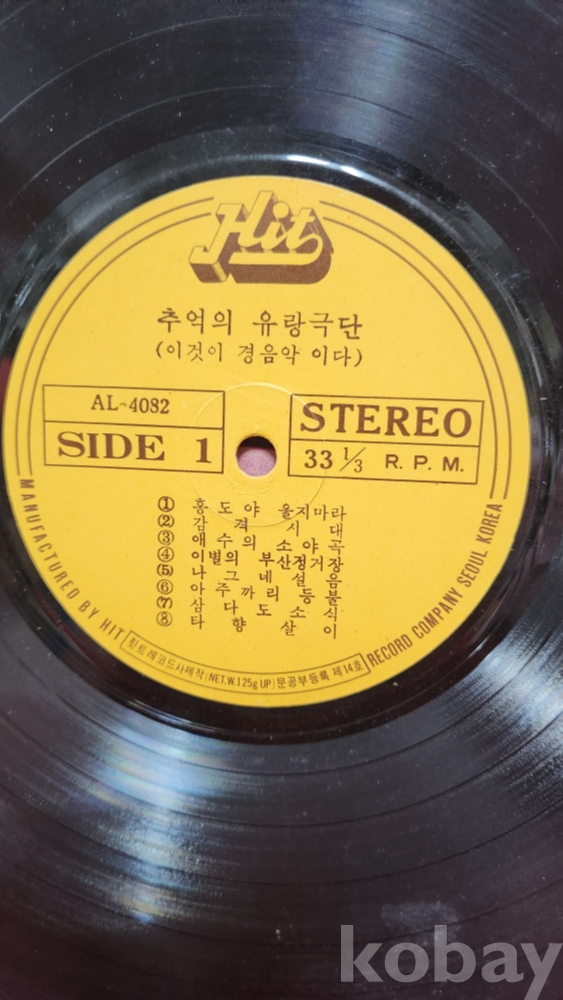 Hit
추억의 유랑극단
(이것이 경음악 이다)
AL-4082
SIDE 1
STEREO
33 1/3 R. P. M.
① 홍도야 울지마라
② 감격시대
③ 애수의 소야곡
④ 이별의 부산정거장
⑤ 나그네설움
⑥ 아주까리등불
⑦ 삼다도소식
⑧ 타향살이
MANUFACTURED BY HIT RECORD COMPANY SEOUL KOREA
힛트레코드사제작(NET.W.125g UP)문공부등록 제14호
kobay